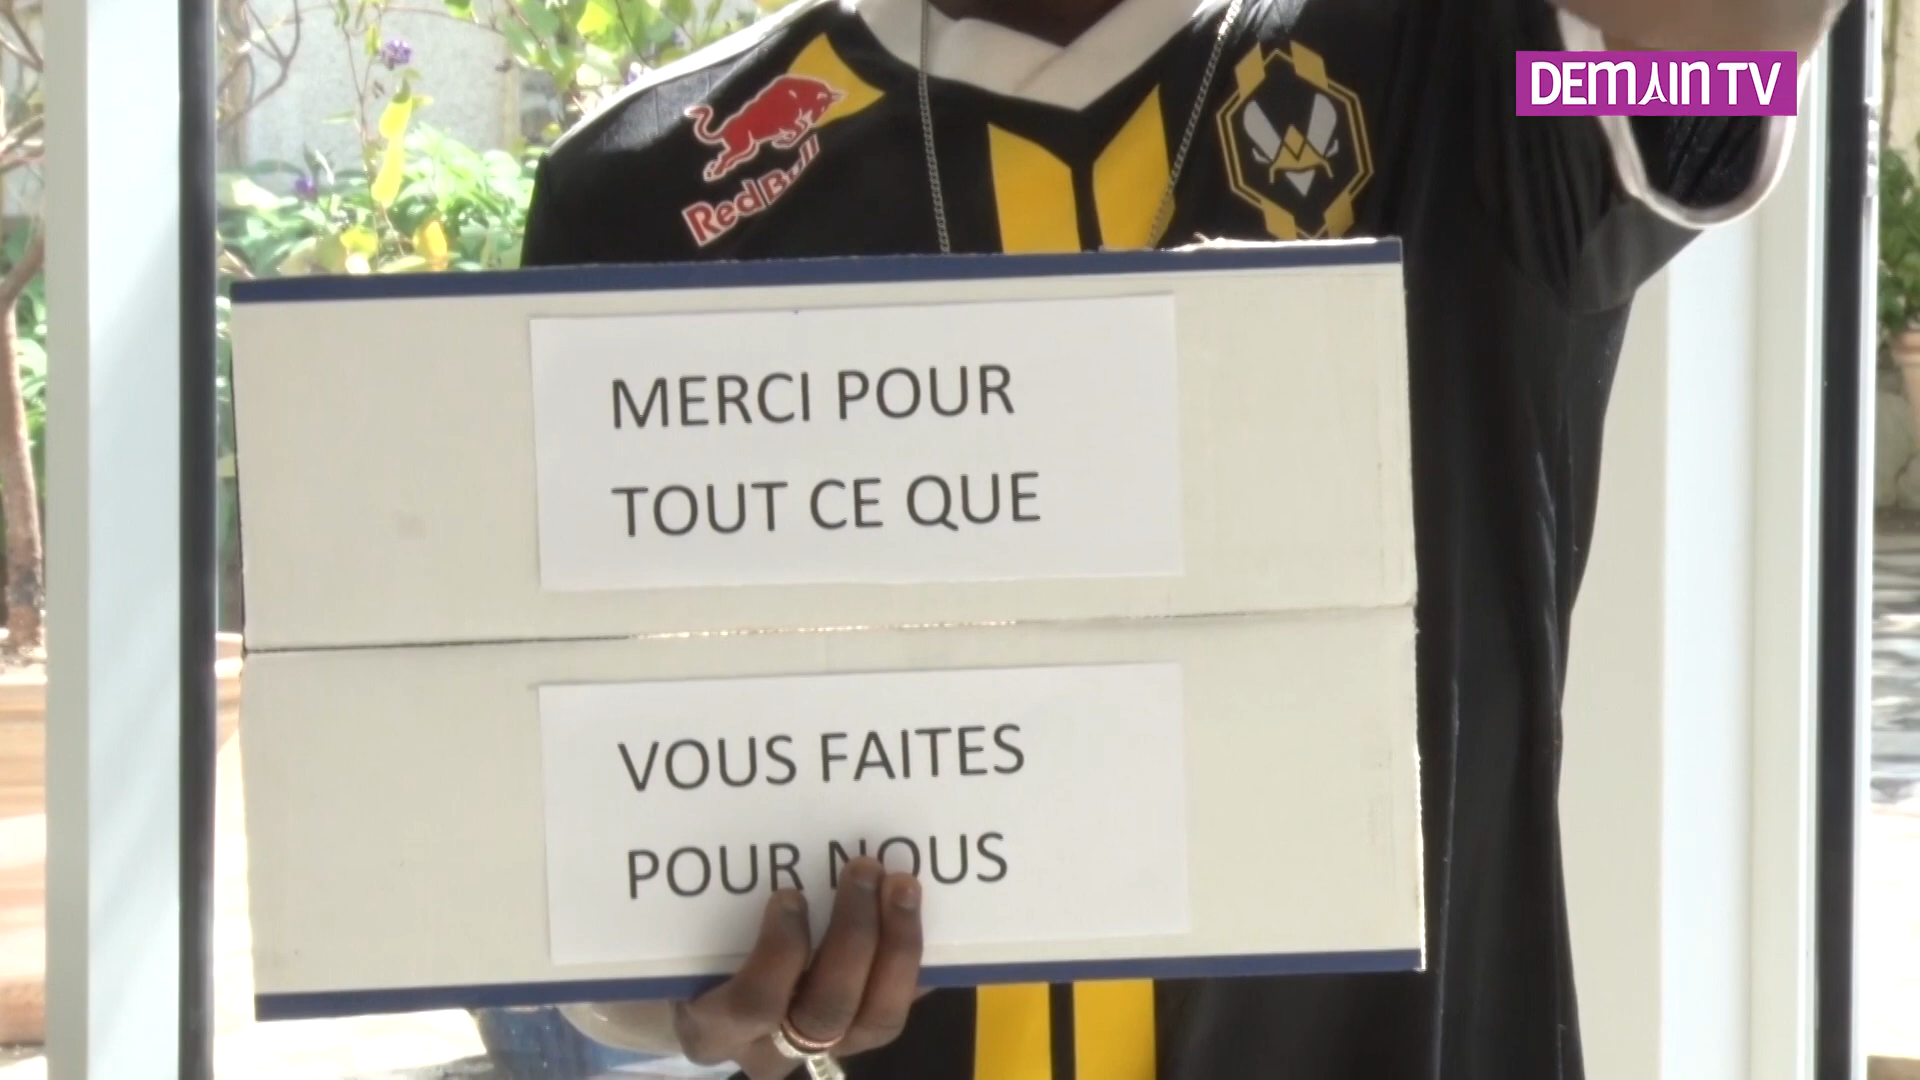 DEMAIN TV
Red Bull
MERCI POUR
TOUT CE QUE
VOUS FAITES
POUR NOUS